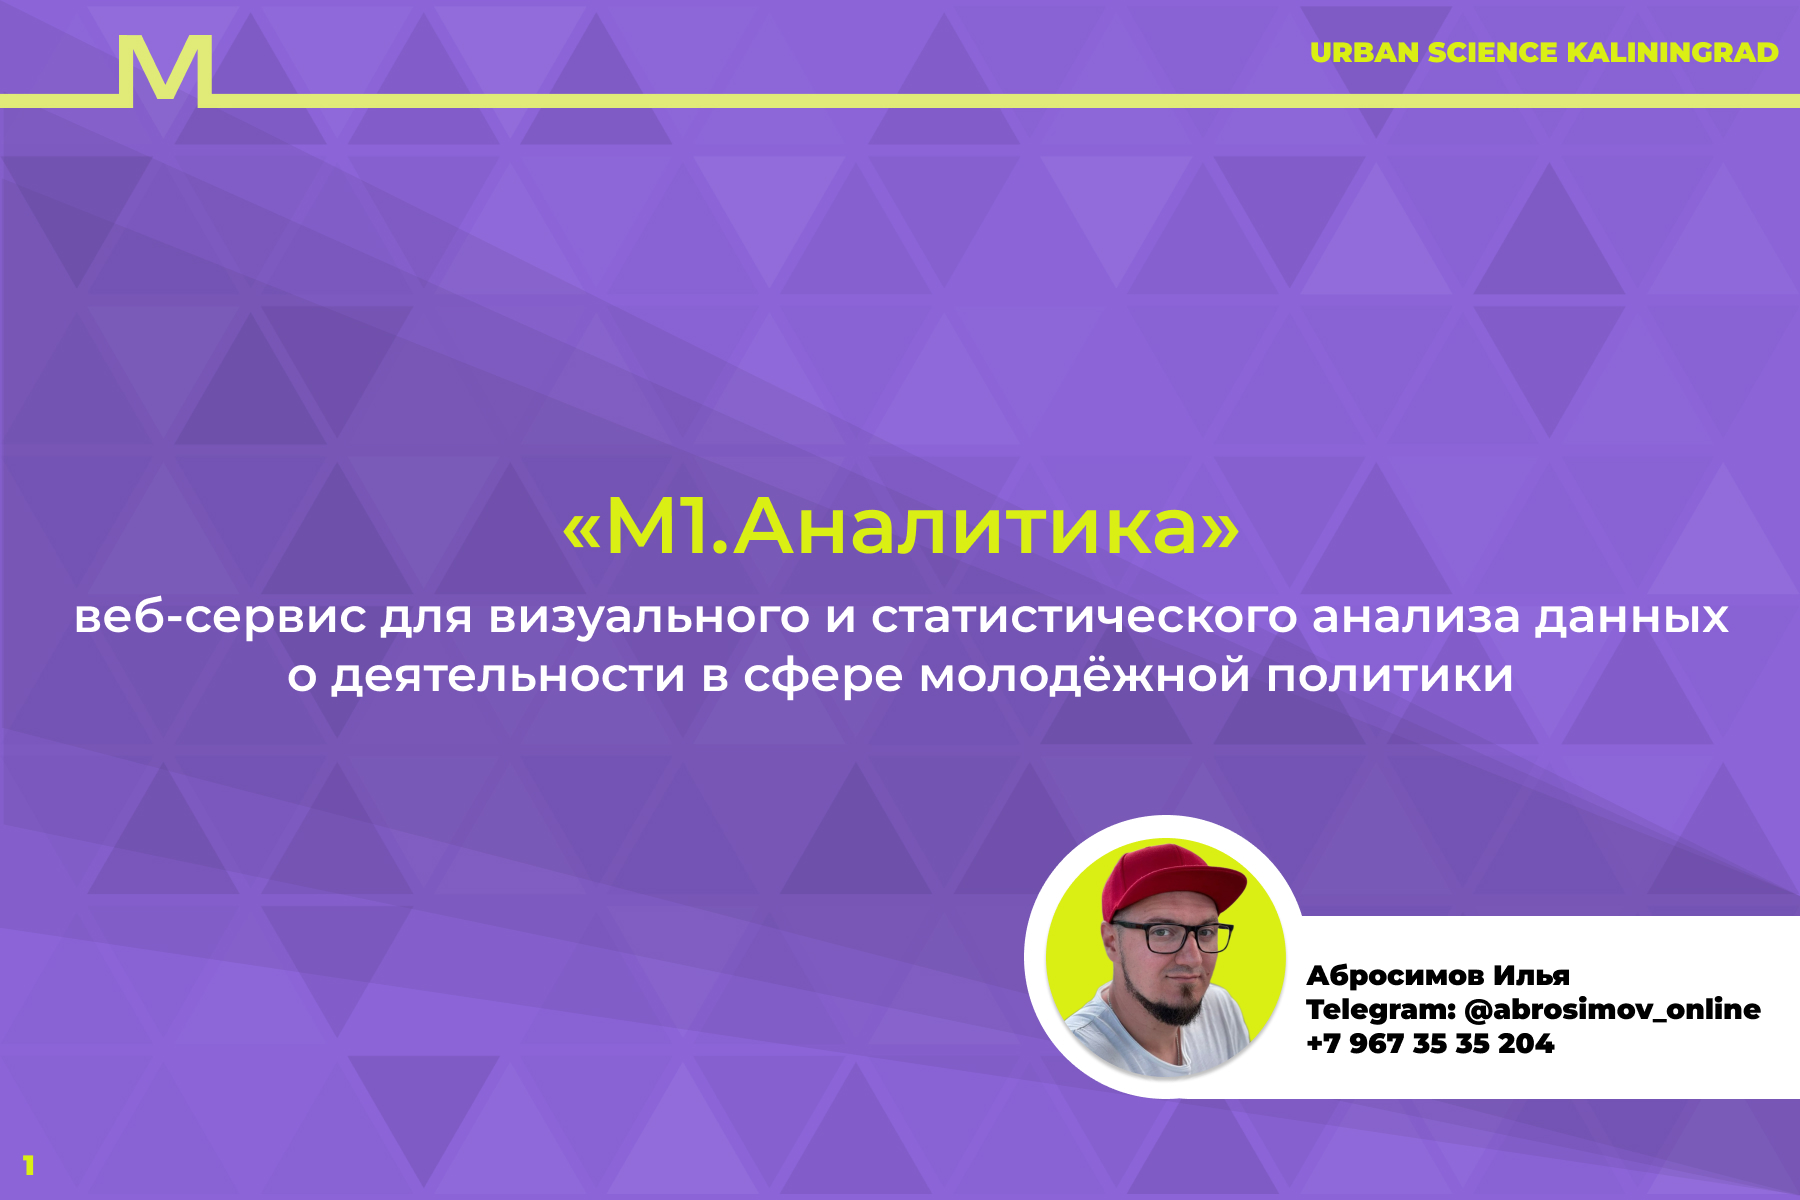 M
URBAN SCIENCE KALININGRAD
«М1.Аналитика»
веб-сервис для визуального и статистического анализа данных
о деятельности в сфере молодёжной политики
Абросимов Илья
Telegram: @abrosimov_online
+7 967 35 35 204
1